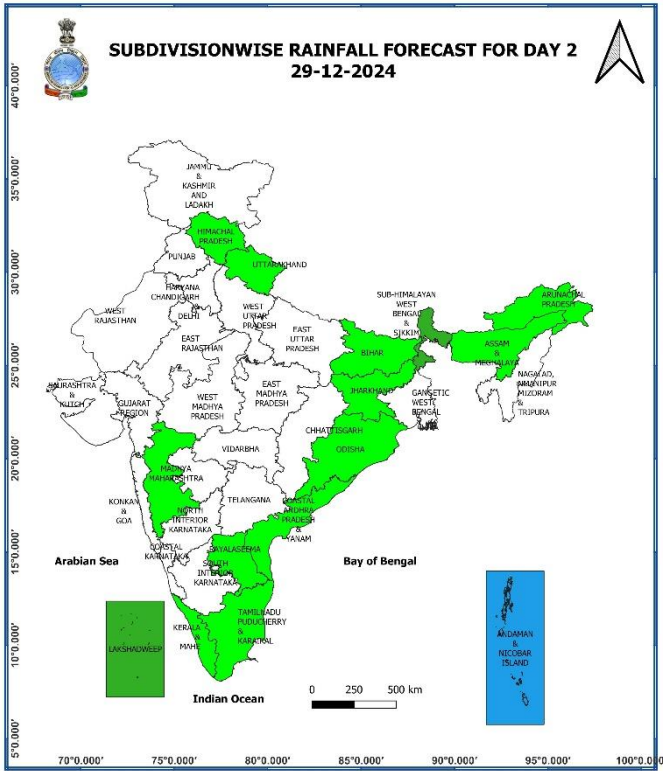 SUBDIVISIONWISE RAINFALL FORECAST FOR DAY 2
29-12-2024
40°0.000'
35°0.000'
30°0.000'
25°0.000'
20°0.000'
15°0.000'
10°0.000'
5°0.000'
JAMMU
&
KASHMIR
AND
LADAKH
HIMACHAL
PRADESH
PUNJAB
UTTARAKHAND
HARYANA
CHANDIGARH
&
DELHI
WEST
RAJASTHAN
WEST
UTTAR
PRADESH
EAST
RAJASTHAN
EAST
UTTAR
PRADESH
SUB-HIMALAYAN
WEST
BENGAL
&
SIKKIM
ARUNACHAL
PRADESH
ASSAM
&
MEGHALAYA
NAGALAD,
MANIPUR
MIZORAM
&
TRIPURA
BIHAR
JHARKHAND
GANGETIC
WEST
BENGAL
SAURASHTRA
&
KUTCH
GUJARAT
REGION
WEST
MADHYA
PRADESH
EAST
MADHYA
PRADESH
CHHATTISGARH
ODISHA
VIDARBHA
MADHYA
MAHARASHTRA
KONKAN
&
GOA
TELANGANA
NORTH
INTERIOR
KARNATAKA
COASTAL
ANDHRA
PRADESH
&
YANAM
COASTAL
KARNATAKA
RAYALASEEMA
SOUTH
INTERIOR
KARNATAKA
Arabian Sea
Bay of Bengal
TAMILNADU
PUDUCHERRY
&
KARAIKAL
KERALA
&
MAHE
LAKSHADWEEP
ANDAMAN
&
NICOBAR
ISLAND
Indian Ocean
0 250 500 km
70°0.000' 75°0.000' 80°0.000' 85°0.000' 90°0.000' 95°0.000' 100°0.0